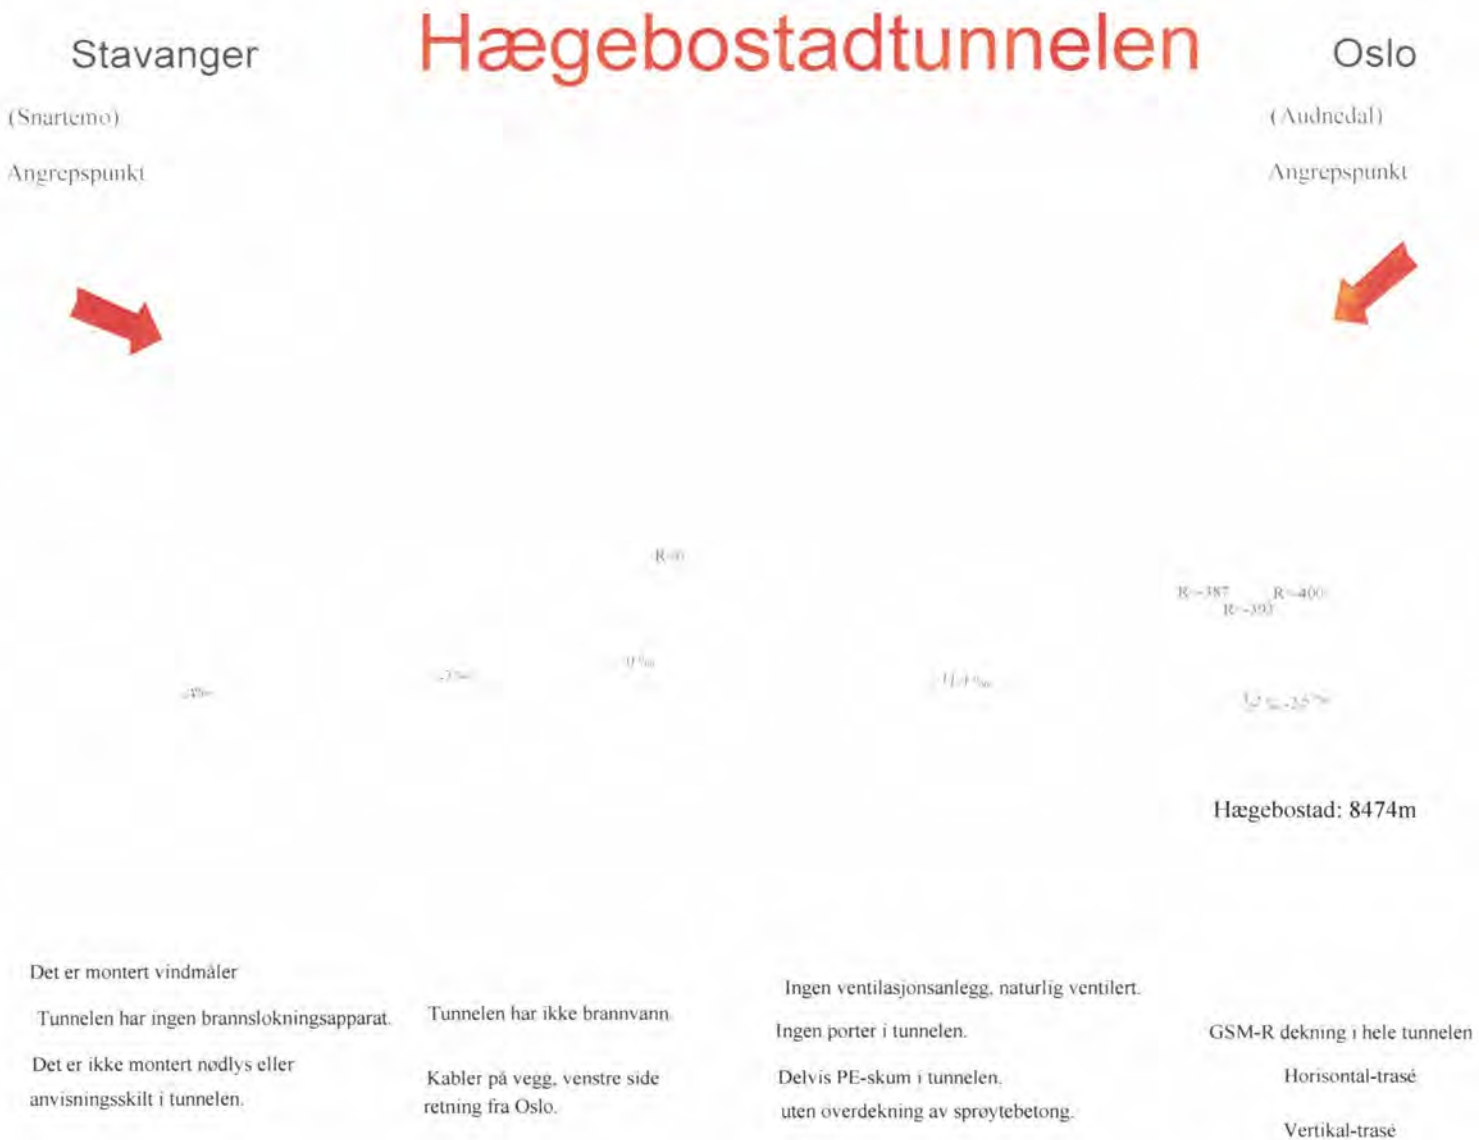 Stavanger
Hægebostadtunnelen
Oslo
(Snartemo)
(Audnedal)
Angrepspunkt
Angrepspunkt
R=-387
R=-400
R=-393
Hægebostad: 8474m
Det er montert vindmåler
Tunnelen har ingen brannslokningsapparat.
Det er ikke montert nødlys eller
anvisningsskilt i tunnelen.
Tunnelen har ikke brannvann
Kabler på vegg, venstre side
retning fra Oslo.
Ingen ventilasjonsanlegg, naturlig ventilert.
Ingen porter i tunnelen.
Delvis PE-skum i tunnelen.
uten overdekning av sprøytebetong.
GSM-R dekning i hele tunnelen
Horisontal-trasé
Vertikal-trasé